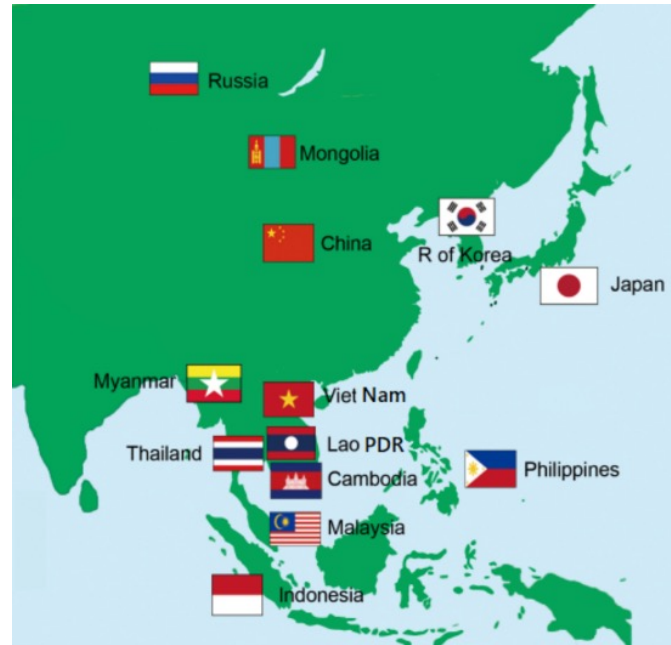 Russia
Mongolia
China
R of Korea
Japan
Myanmar
Viet Nam
Lao PDR
Thailand
Philippines
Cambodia
Malaysia
Indonesia